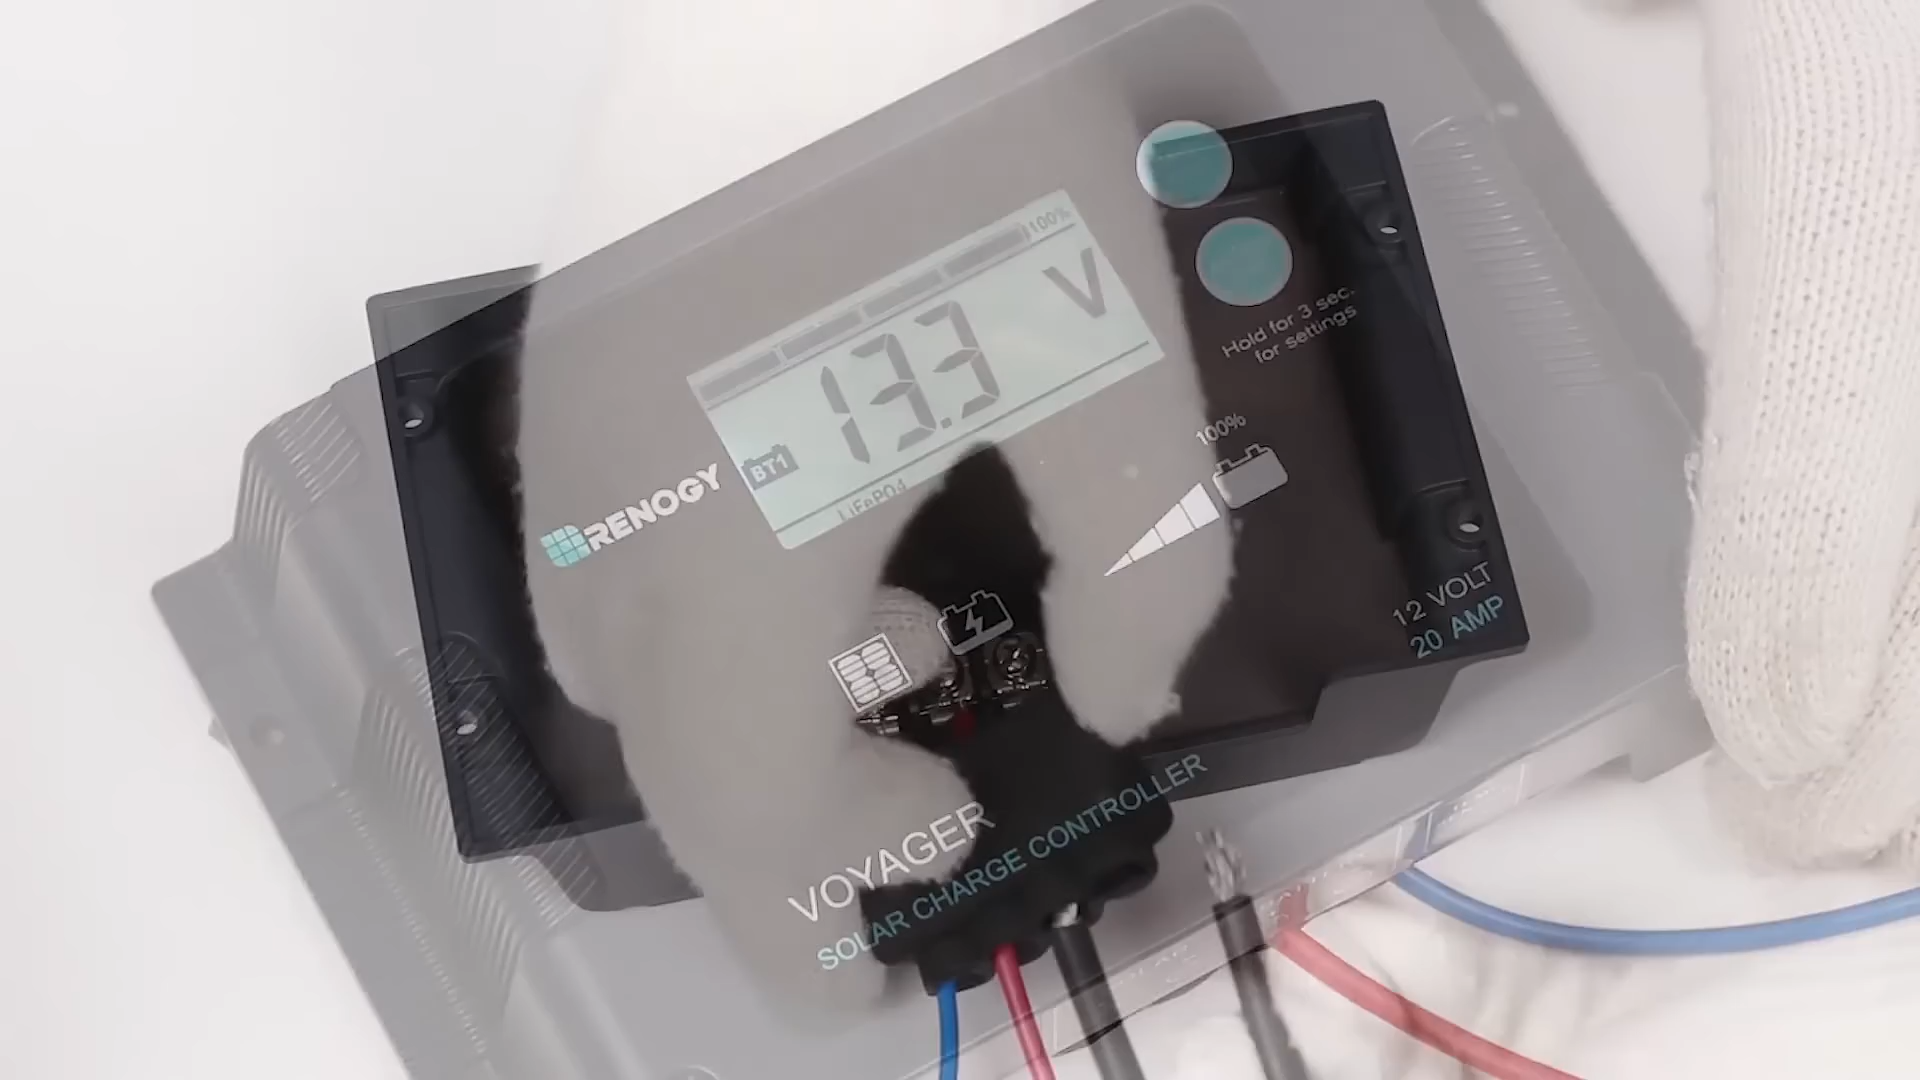 100%
13.3 V
BT1
LiFePO4
RENOGY
Hold for 3 sec.
for settings
100%
12 VOLT
20 AMP
VOYAGER
SOLAR CHARGE CONTROLLER